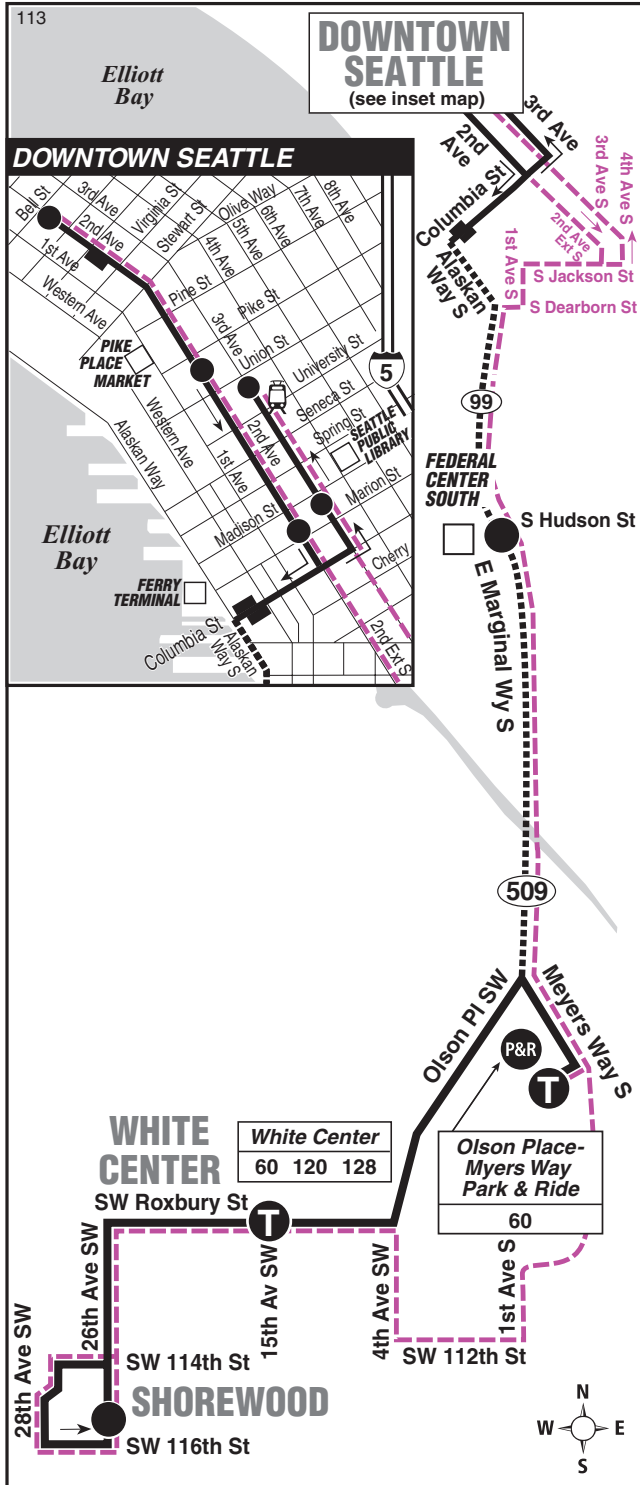 113
Elliott
Bay
DOWNTOWN
SEATTLE
(see inset map)
3rd Ave
2nd
Ave
3rd Ave S
4th Ave S
Columbia St
2nd Ave
Ext S
1st Ave S
S Jackson St
Alaskan
Way S
S Dearborn St
99
FEDERAL
CENTER
SOUTH
S Hudson St
E Marginal Wy S
DOWNTOWN SEATTLE
Bell St
3rd Ave
2nd Ave
1st Ave
Western Ave
Virginia St
Stewart St
Olive Way
4th Ave
5th Ave
6th Ave
7th Ave
8th Ave
Pine St
Pike St
3rd Ave
Union St
University St
5
PIKE
PLACE
MARKET
Seneca St
Spring St
SEATTLE
PUBLIC
LIBRARY
Western Ave
Alaskan Way
1st Ave
2nd Ave
Marion St
Madison St
Cherry
Elliott
Bay
FERRY
TERMINAL
Columbia St
Alaskan
Way S
2nd Ext S
509
Olson Pl SW
Meyers Way S
P&R
T
WHITE
CENTER
White Center
60 120 128
Olson Place-
Myers Way
Park & Ride
60
SW Roxbury St
T
26th Ave SW
15th Av SW
4th Ave SW
1st Ave S
SW 112th St
28th Ave SW
SW 114th St
SHOREWOOD
SW 116th St
N
W
E
S